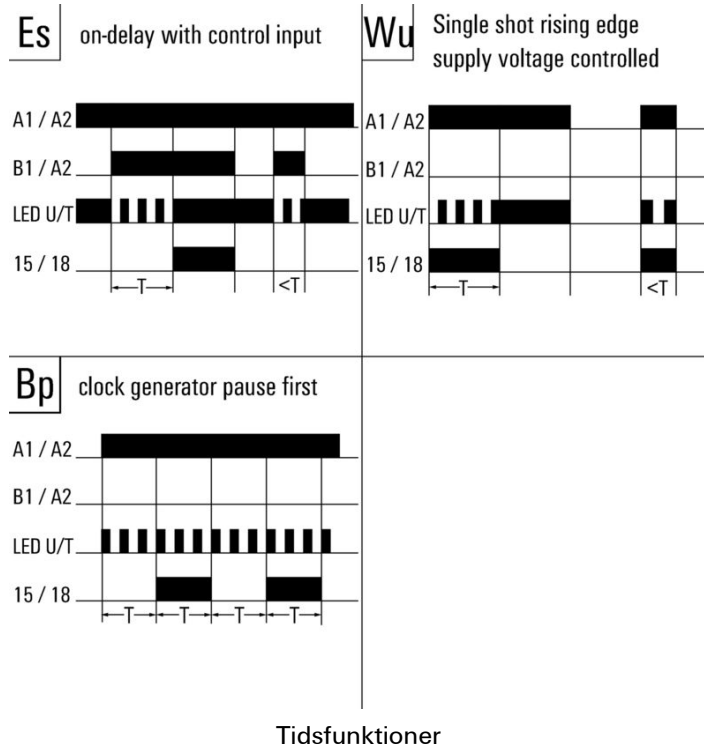 Es on-delay with control input
A1 / A2
B1 / A2
LED U/T
15 / 18
T <T
Wu Single shot rising edge
supply voltage controlled
A1 / A2
B1 / A2
LED U/T
15 / 18
T <T
Bp clock generator pause first
A1 / A2
B1 / A2
LED U/T
15 / 18
T T T T
Tidsfunktioner